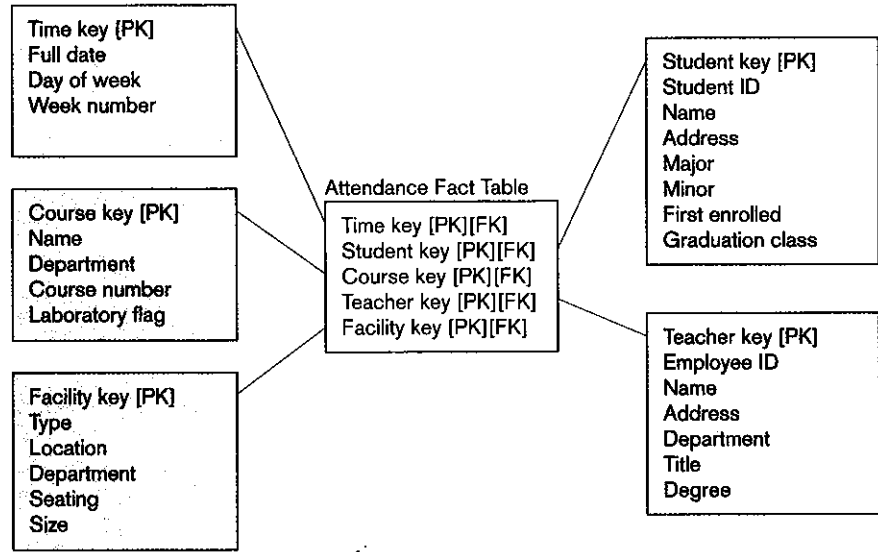 Time key [PK]
Full date
Day of week
Week number
Course key [PK]
Name
Department
Course number
Laboratory flag
Facility key [PK]
Type
Location
Department
Seating
Size
Attendance Fact Table
Time key [PK][FK]
Student key [PK][FK]
Course key [PK][FK]
Teacher key [PK][FK]
Facility key [PK][FK]
Student key [PK]
Student ID
Name
Address
Major
Minor
First enrolled
Graduation class
Teacher key [PK]
Employee ID
Name
Address
Department
Title
Degree